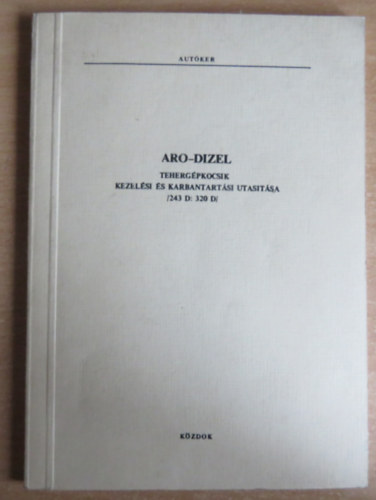 AUTÓKER
ARO-DIZEL
TEHERGÉPKOCSIK
KEZELÉSI ÉS KARBANTARTÁSI UTASITÁSA
/243 D: 320 D/
KÖZDOK